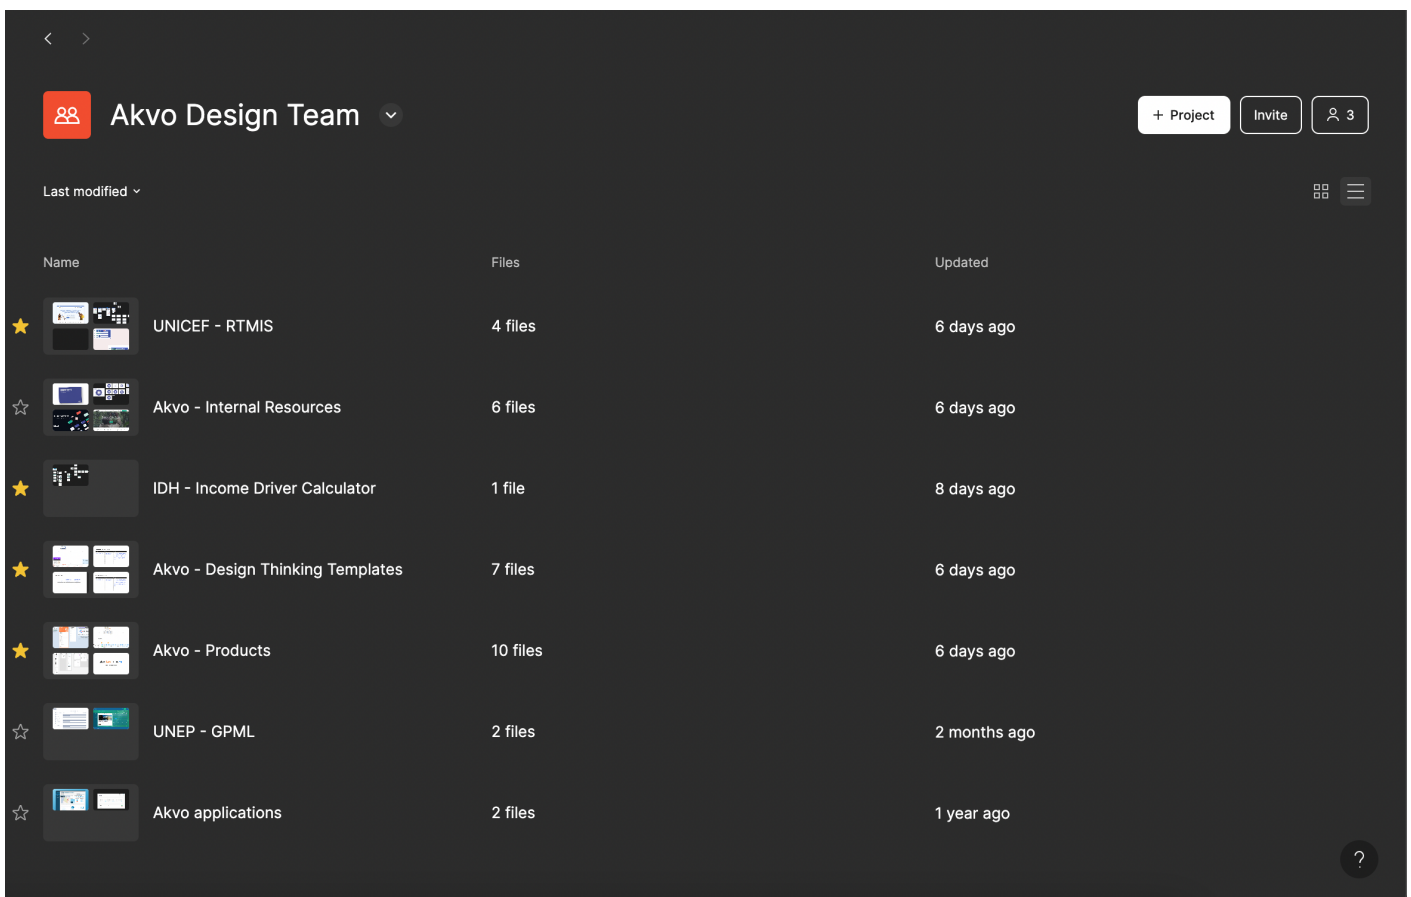 Akvo Design Team
+ Project
Invite
3
Last modified
Name Files Updated
UNICEF - RTMIS 4 files 6 days ago
Akvo - Internal Resources 6 files 6 days ago
IDH - Income Driver Calculator 1 file 8 days ago
Akvo - Design Thinking Templates 7 files 6 days ago
Akvo - Products 10 files 6 days ago
UNEP - GPML 2 files 2 months ago
Akvo applications 2 files 1 year ago
?